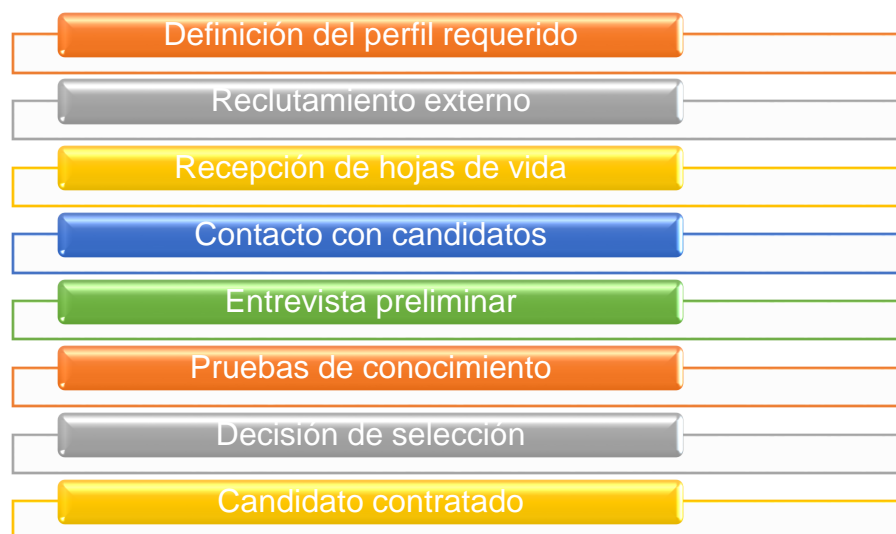 Definición del perfil requerido
Reclutamiento externo
Recepción de hojas de vida
Contacto con candidatos
Entrevista preliminar
Pruebas de conocimiento
Decisión de selección
Candidato contratado